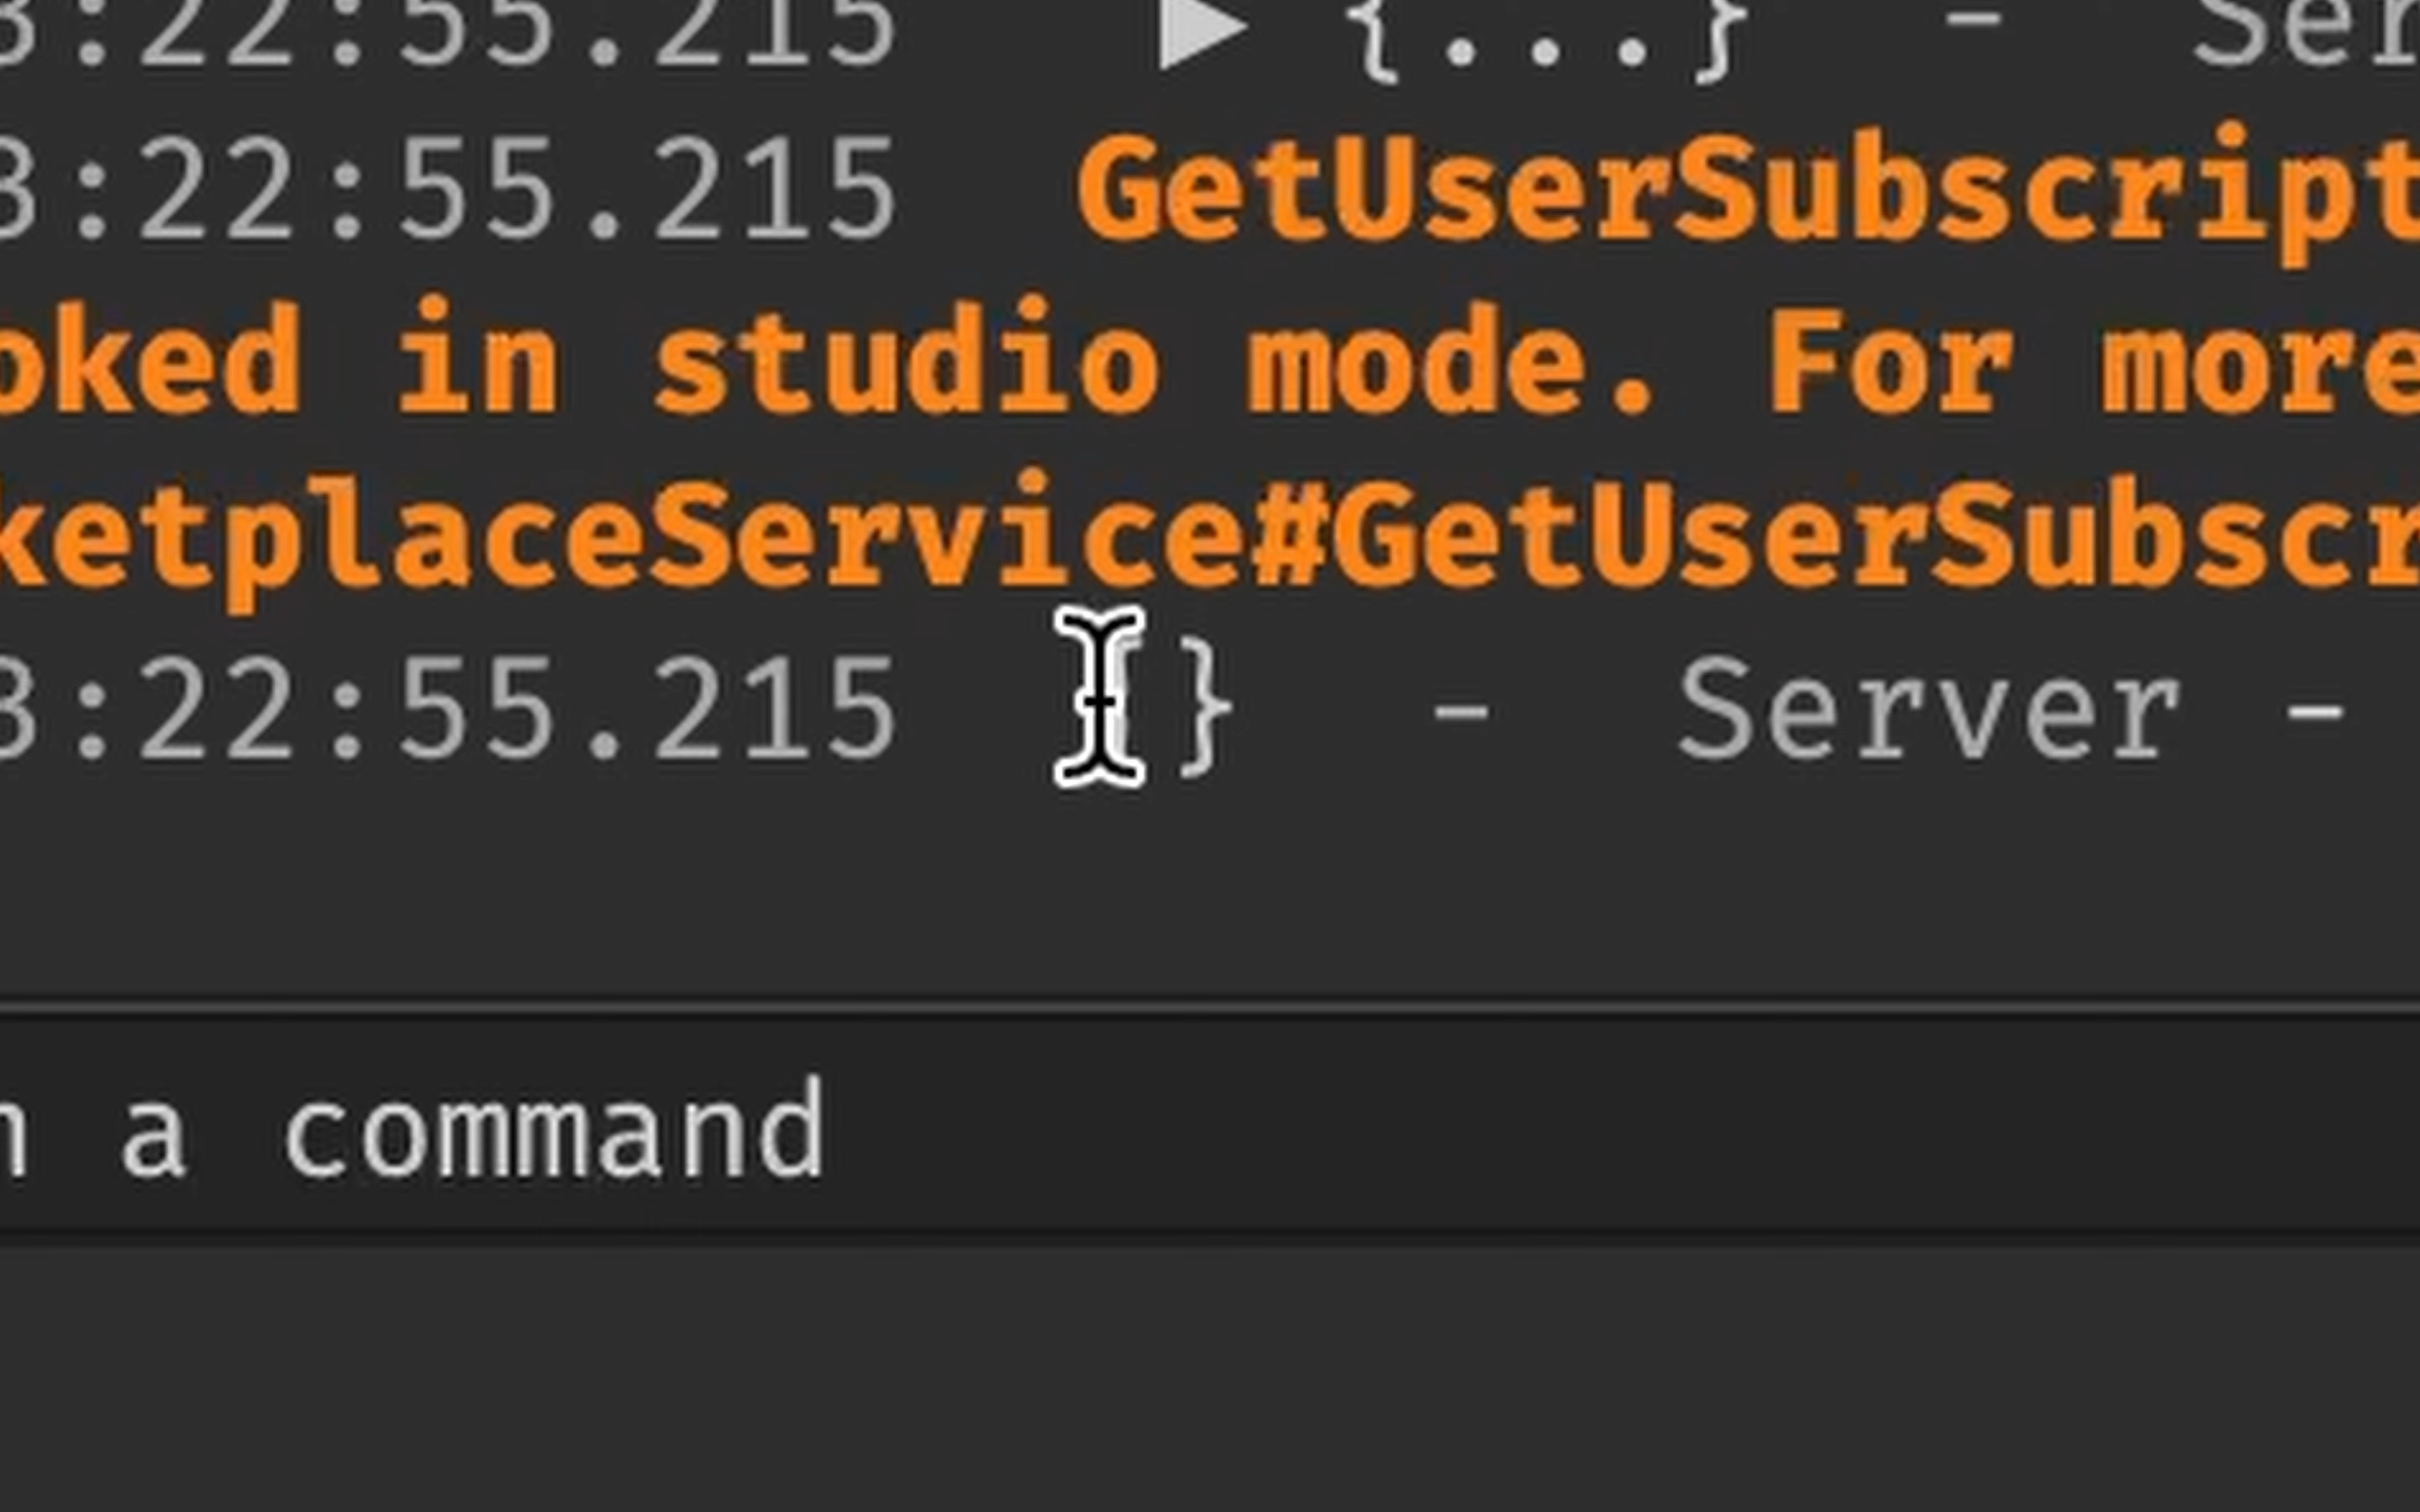 3:22:55.215 ▶ {...} - Ser
3:22:55.215 GetUserSubscript
oked in studio mode. For more
ketplaceService#GetUserSubscr
3:22:55.215 {} - Server -
n a command